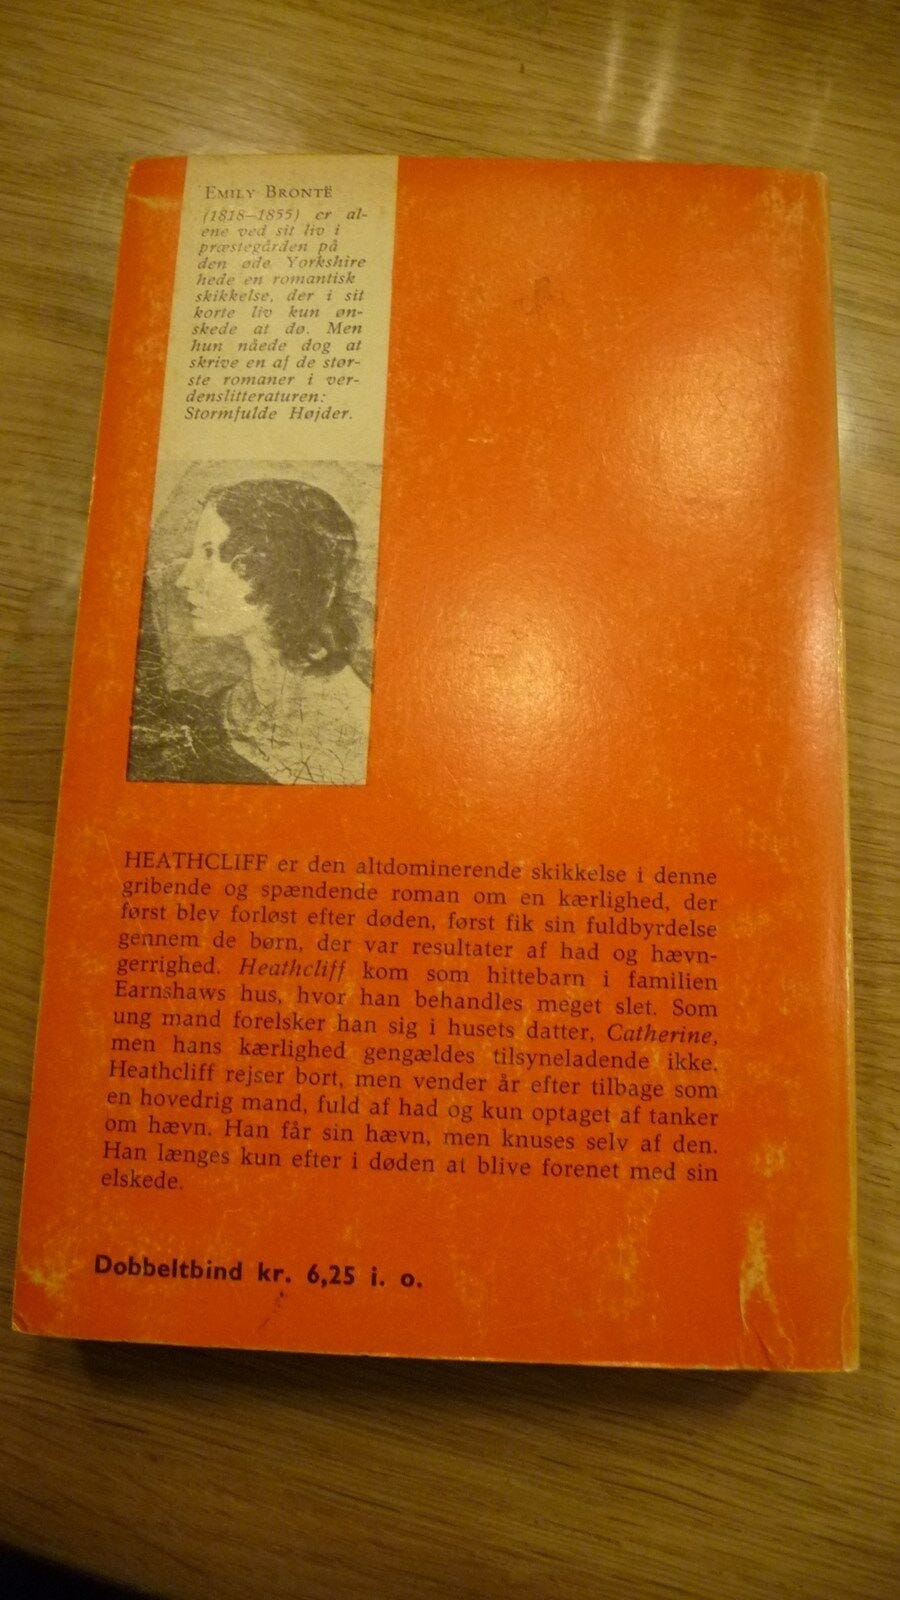 EMILY BRONTË
(1818–1855) er al-
ene ved sit liv i
præstegården på
den øde Yorkshire
hede en romantisk
skikkelse, der i sit
korte liv kun øn-
skede at dø. Men
hun nåede dog at
skrive en af de stør-
ste romaner i ver-
denslitteraturen:
Stormfulde Højder.
HEATHCLIFF er den altdominerende skikkelse i denne
gribende og spændende roman om en kærlighed, der
først blev forløst efter døden, først fik sin fuldbyrdelse
gennem de børn, der var resultater af had og hævn-
gerrighed. Heathcliff kom som hittebarn i familien
Earnshaws hus, hvor han behandles meget slet. Som
ung mand forelsker han sig i husets datter, Catherine,
men hans kærlighed gengældes tilsyneladende ikke.
Heathcliff rejser bort, men vender år efter tilbage som
en hovedrig mand, fuld af had og kun optaget af tanker
om hævn. Han får sin hævn, men knuses selv af den.
Han længes kun efter i døden at blive forenet med sin
elskede.
Dobbeltbind kr. 6,25 i. o.